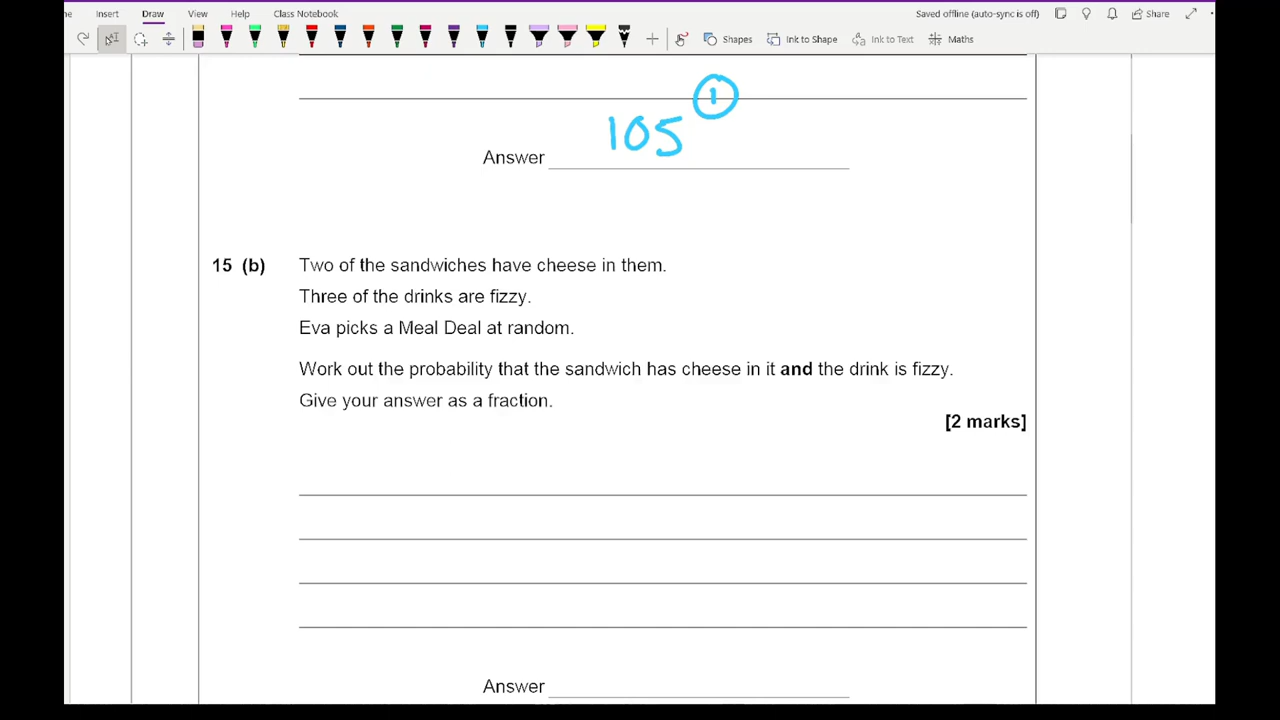 Insert Draw View Help Class Notebook Saved offline (auto-sync is off) Share
Shapes Ink to Shape Ink to Text Maths
1
105
Answer
15 (b) Two of the sandwiches have cheese in them.
Three of the drinks are fizzy.
Eva picks a Meal Deal at random.
Work out the probability that the sandwich has cheese in it and the drink is fizzy.
Give your answer as a fraction.
[2 marks]
Answer